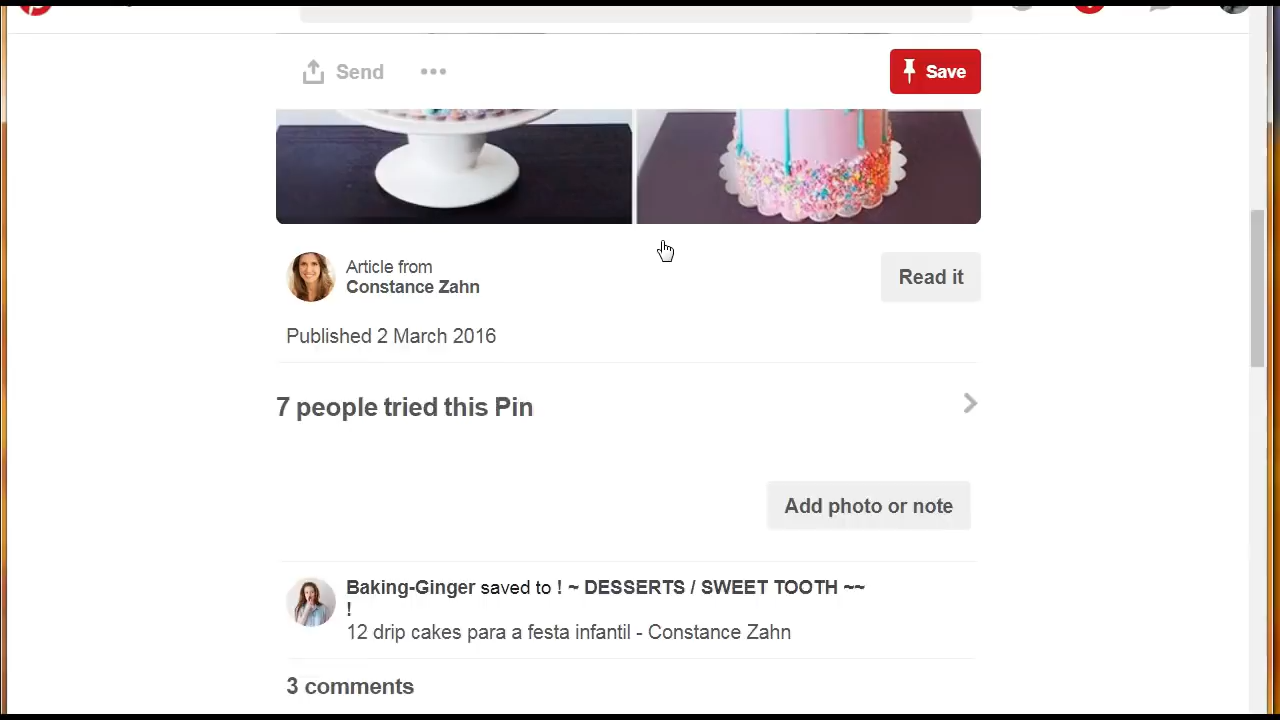 Send
Save
Article from
Constance Zahn
Read it
Published 2 March 2016
7 people tried this Pin
Add photo or note
Baking-Ginger saved to ! ~ DESSERTS / SWEET TOOTH ~~
!
12 drip cakes para a festa infantil - Constance Zahn
3 comments